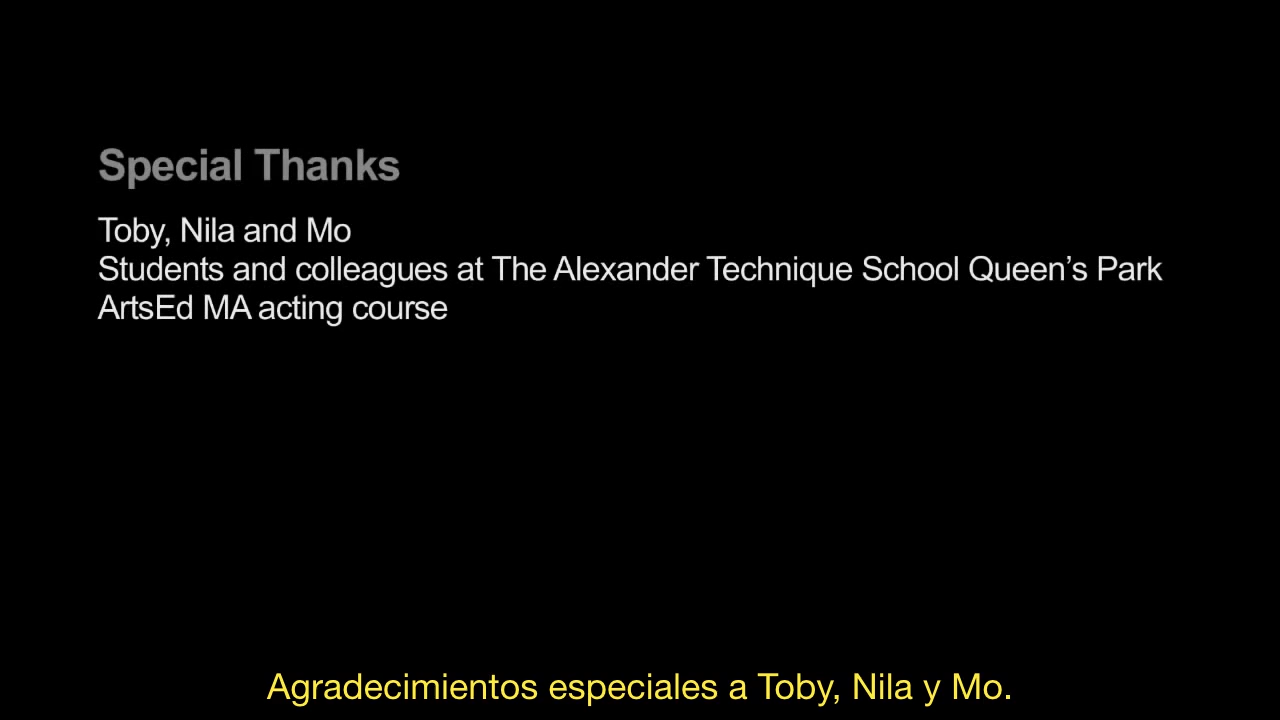 Special Thanks
Toby, Nila and Mo
Students and colleagues at The Alexander Technique School Queen’s Park
ArtsEd MA acting course
Agradecimientos especiales a Toby, Nila y Mo.